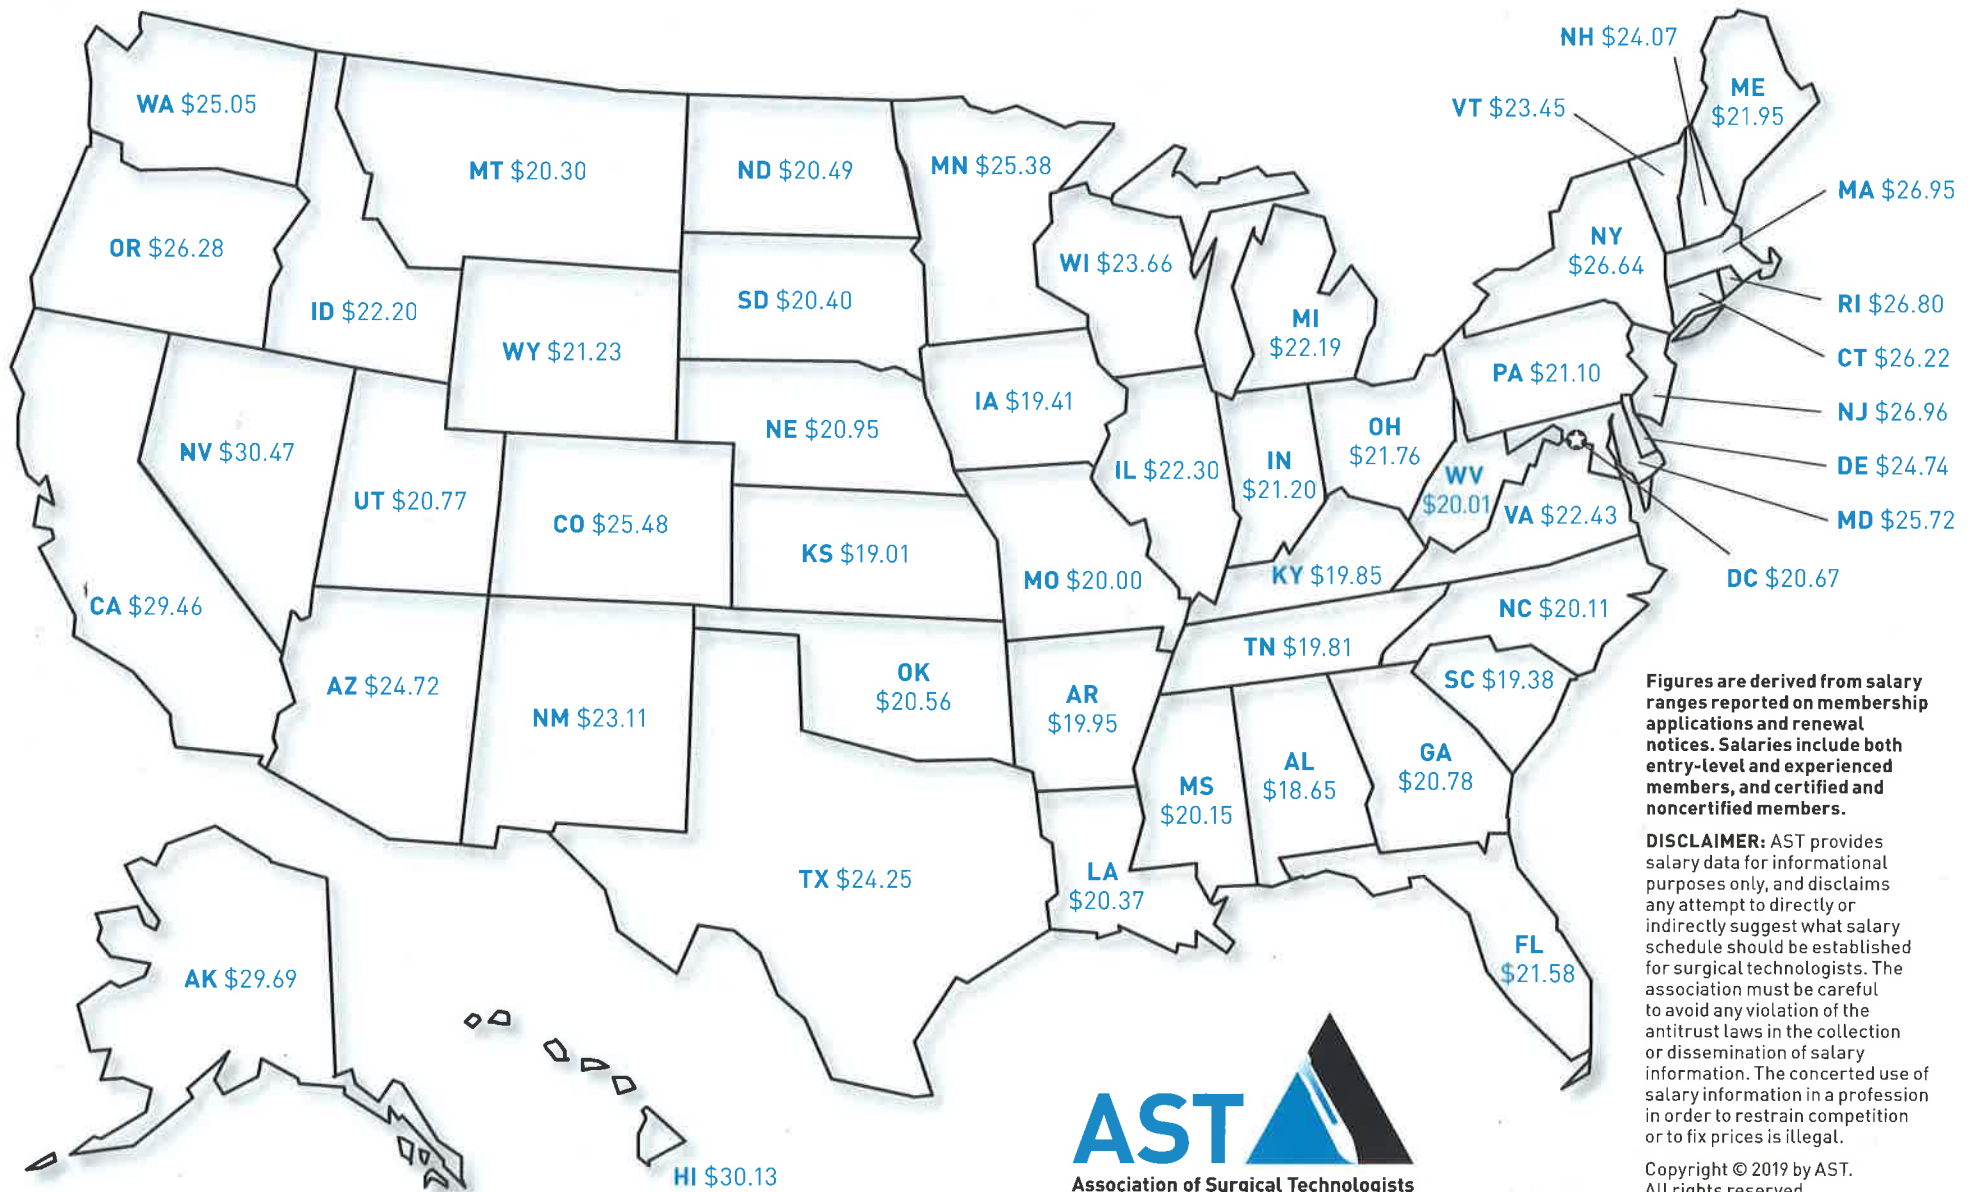 NH $24.07
VT $23.45
ME
$21.95
WA $25.05
MT $20.30
ND $20.49
MN $25.38
MA $26.95
OR $26.28
NY
$26.64
WI $23.66
ID $22.20
SD $20.40
RI $26.80
MI
$22.19
WY $21.23
CT $26.22
PA $21.10
IA $19.41
NJ $26.96
NE $20.95
OH
$21.76
NV $30.47
IL $22.30
IN
$21.20
DE $24.74
WV
$20.01
UT $20.77
CO $25.48
VA $22.43
MD $25.72
KS $19.01
MO $20.00
KY $19.85
DC $20.67
CA $29.46
NC $20.11
TN $19.81
AZ $24.72
NM $23.11
OK
$20.56
AR
$19.95
SC $19.38
MS
$20.15
AL
$18.65
GA
$20.78
TX $24.25
LA
$20.37
FL
$21.58
AK $29.69
HI $30.13
Figures are derived from salary
ranges reported on membership
applications and renewal
notices. Salaries include both
entry-level and experienced
members, and certified and
noncertified members.
DISCLAIMER: AST provides
salary data for informational
purposes only, and disclaims
any attempt to directly or
indirectly suggest what salary
schedule should be established
for surgical technologists. The
association must be careful
to avoid any violation of the
antitrust laws in the collection
or dissemination of salary
information. The concerted use of
salary information in a profession
in order to restrain competition
or to fix prices is illegal.
Copyright © 2019 by AST.
All rights reserved
AST
Association of Surgical Technologists